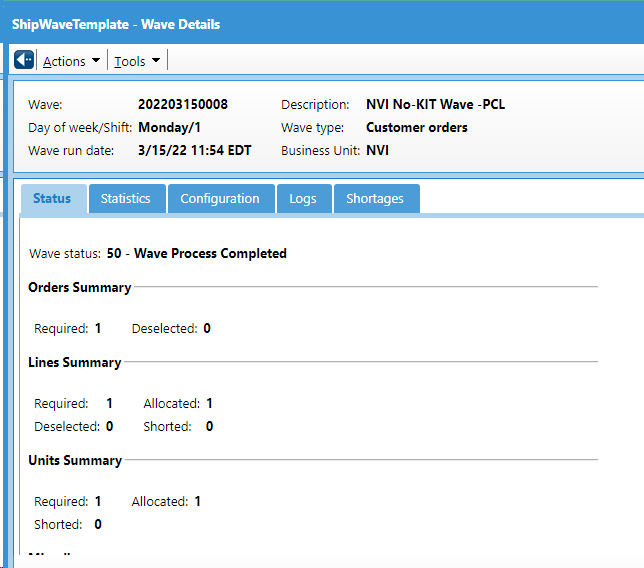 ShipWaveTemplate - Wave Details
Actions Tools
Wave: 202203150008 Description: NVI No-KIT Wave -PCL
Day of week/Shift: Monday/1 Wave type: Customer orders
Wave run date: 3/15/22 11:54 EDT Business Unit: NVI
Status Statistics Configuration Logs Shortages
Wave status: 50 - Wave Process Completed
Orders Summary
Required: 1 Deselected: 0
Lines Summary
Required: 1 Allocated: 1
Deselected: 0 Shorted: 0
Units Summary
Required: 1 Allocated: 1
Shorted: 0